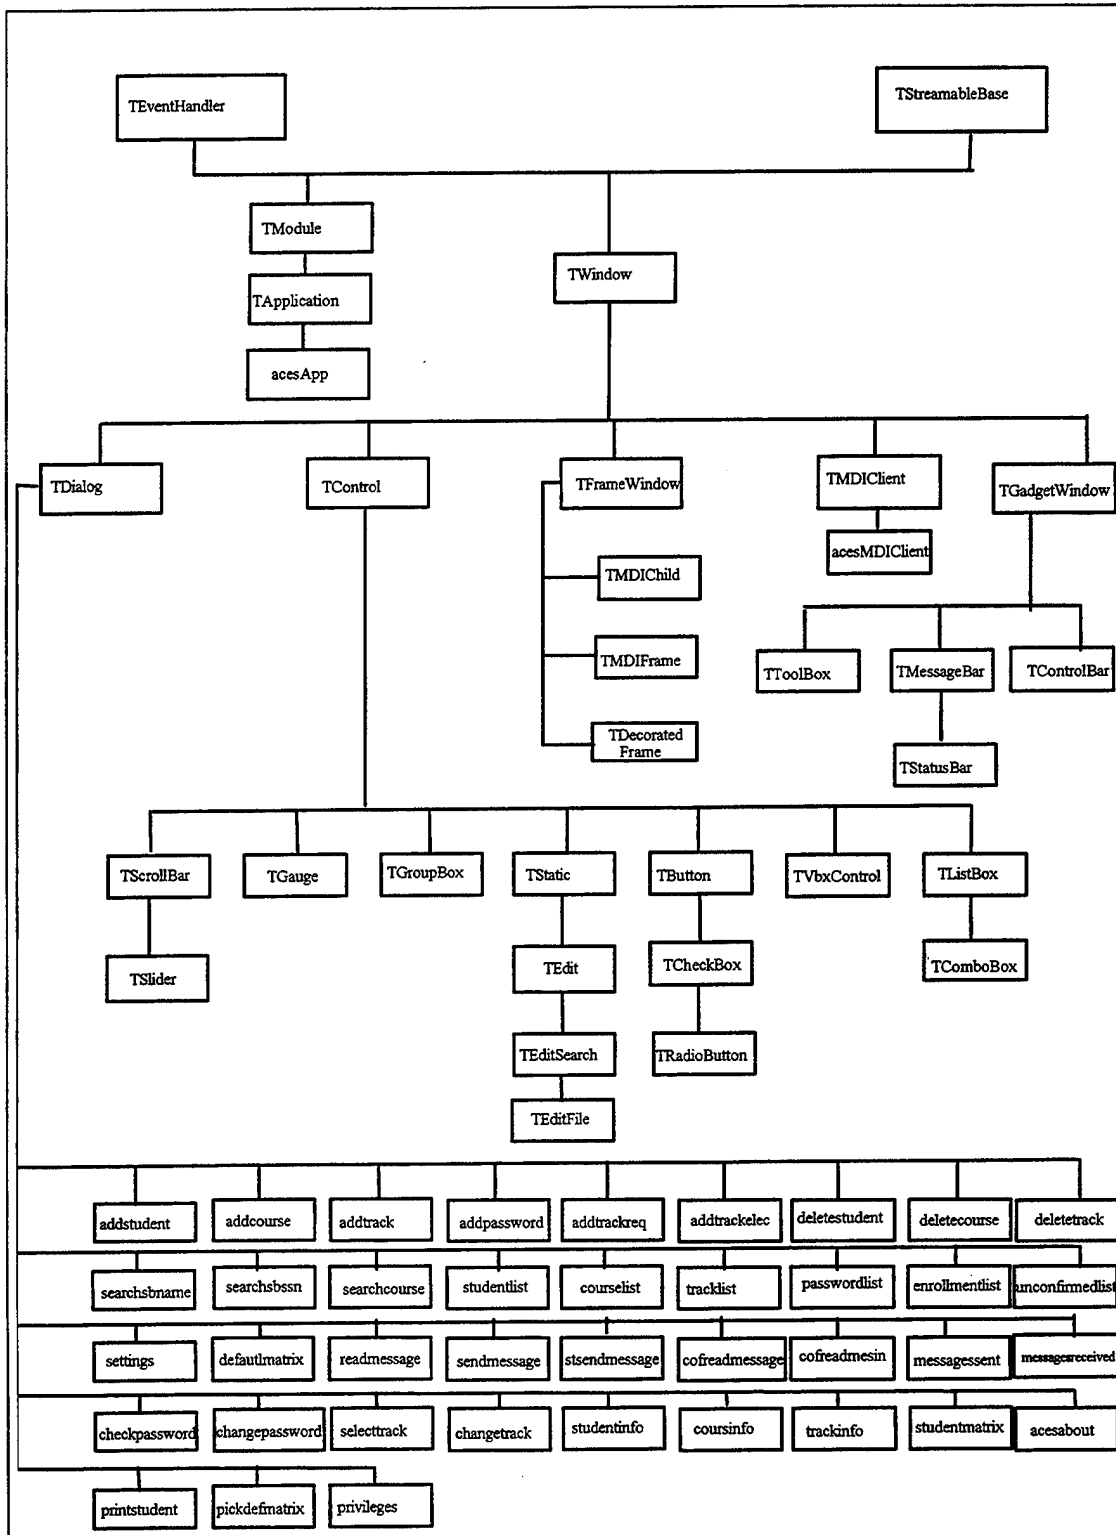 TEventHandler
TStreamableBase
TModule
TWindow
TApplication
acesApp
TDialog
TControl
TFrameWindow
TMDIClient
TGadgetWindow
acesMDIClient
TMDIChild
TMDIFrame
TToolBox
TMessageBar
TControlBar
TDecorated
Frame
TStatusBar
TScrollBar
TGauge
TGroupBox
TStatic
TButton
TVbxControl
TListBox
TSlider
TEdit
TCheckBox
TComboBox
TEditSearch
TRadioButton
TEditFile
addstudent
addcourse
addtrack
addpassword
addtrackreq
addtrackelec
deletestudent
deletecourse
deletetrack
searchsbname
searchsbssn
searchcourse
studentlist
courselist
tracklist
passwordlist
enrollmentlist
unconfirmedlist
settings
defautlmatrix
readmessage
sendmessage
stsendmessage
cofreadmessage
cofreadmesin
messagessent
messagesreceived
checkpassword
changepassword
selecttrack
changetrack
studentinfo
coursinfo
trackinfo
studentmatrix
acesabout
printstudent
pickdefmatrix
privileges